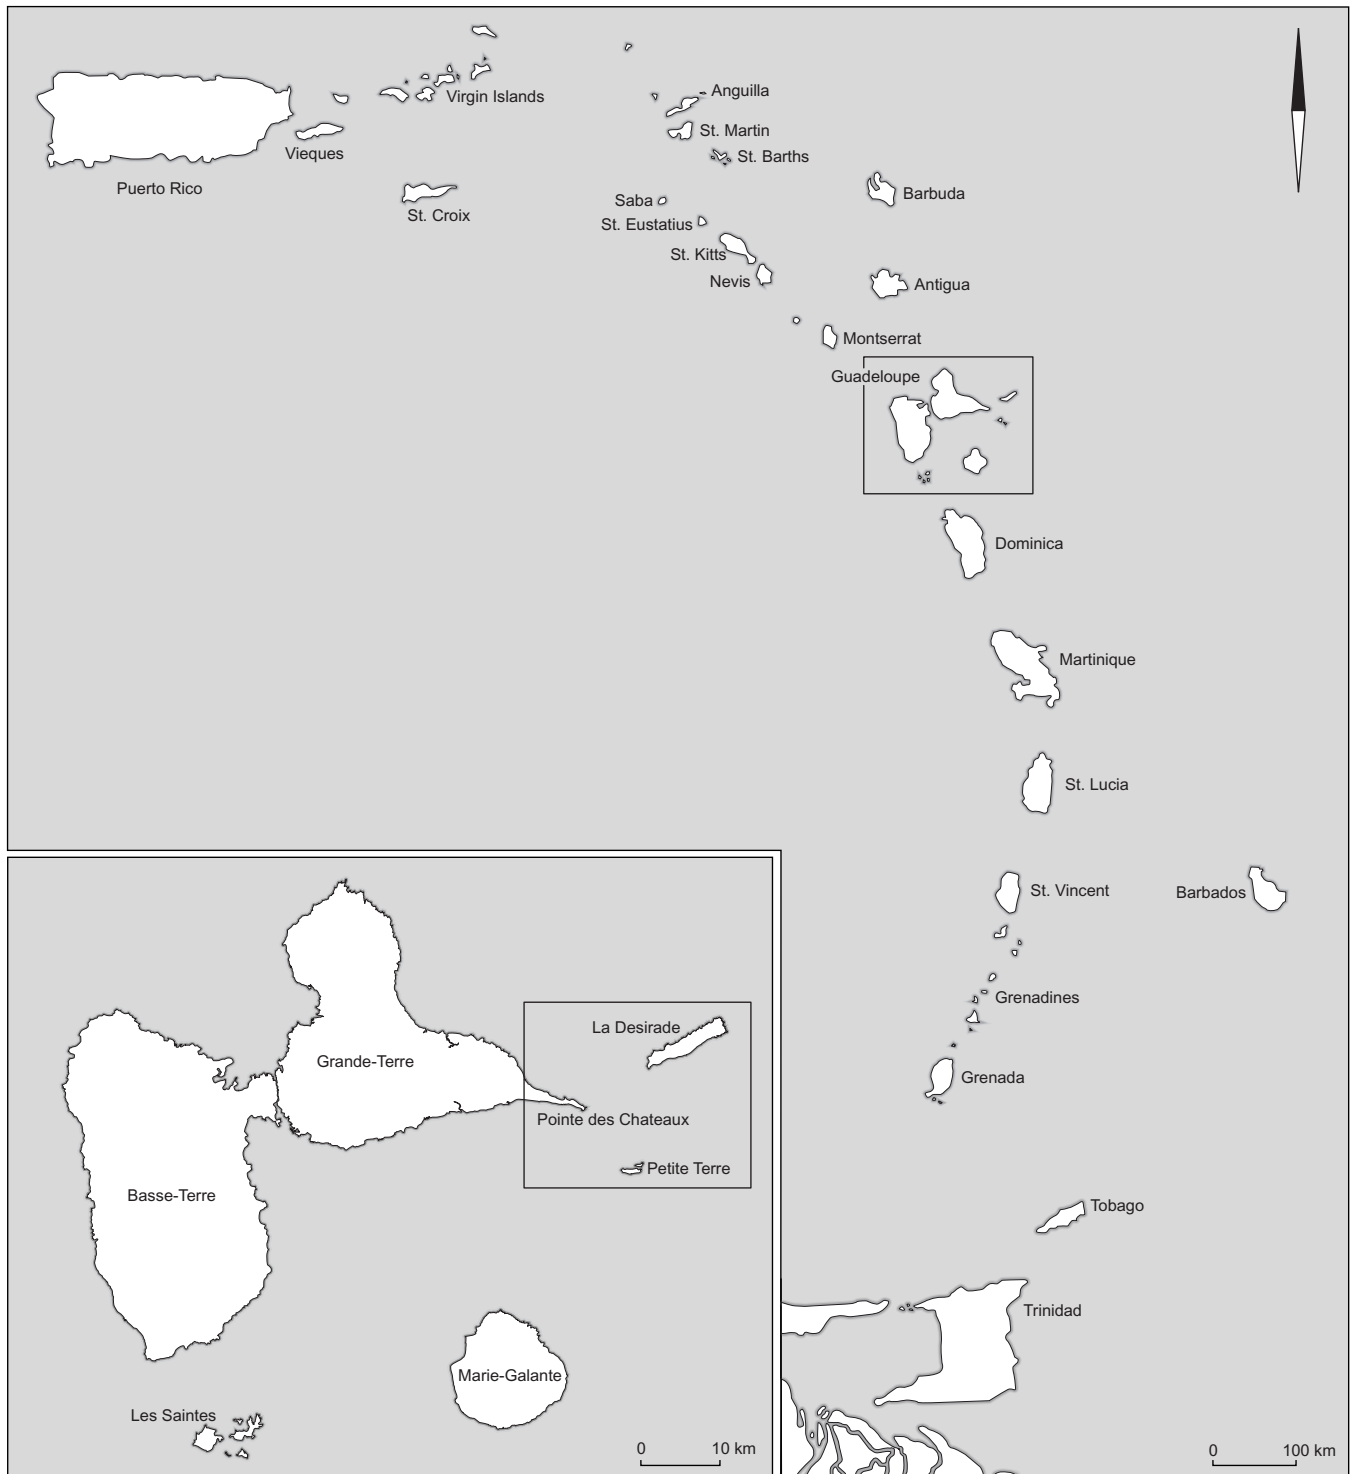 Anguilla
Virgin Islands
St. Martin
Vieques
St. Barths
Puerto Rico
Barbuda
Saba
St. Croix
St. Eustatius
St. Kitts
Nevis
Antigua
Montserrat
Guadeloupe
Dominica
Martinique
St. Lucia
St. Vincent
Barbados
Grenadines
Grenada
Tobago
Trinidad
0 100 km
La Desirade
Grande-Terre
Pointe des Chateaux
Petite Terre
Basse-Terre
Marie-Galante
Les Saintes
0 10 km